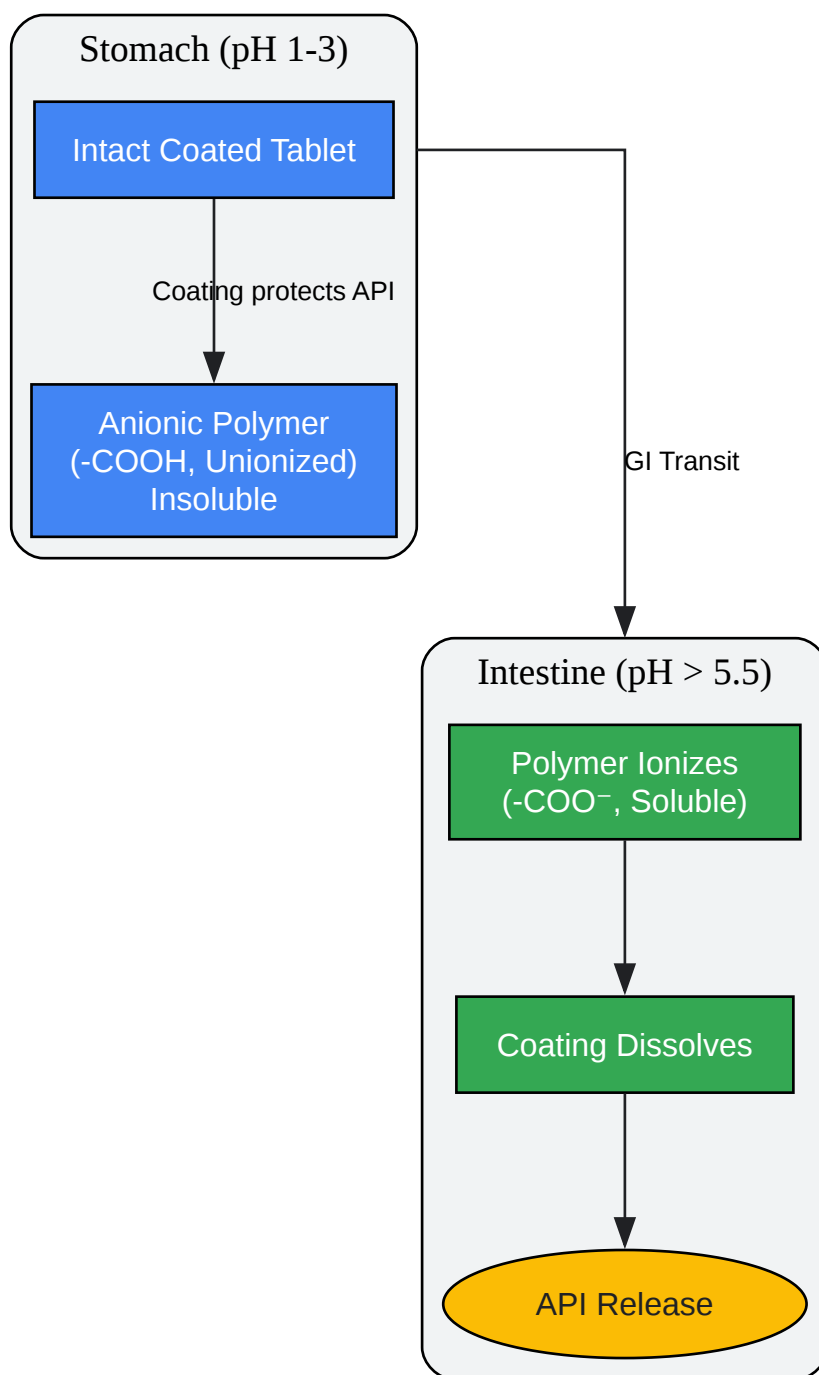 Stomach (pH 1-3)
Intact Coated Tablet
Coating protects API
Anionic Polymer
(-COOH, Unionized)
Insoluble
GI Transit
Intestine (pH > 5.5)
Polymer Ionizes
(-COO⁻, Soluble)
Coating Dissolves
API Release